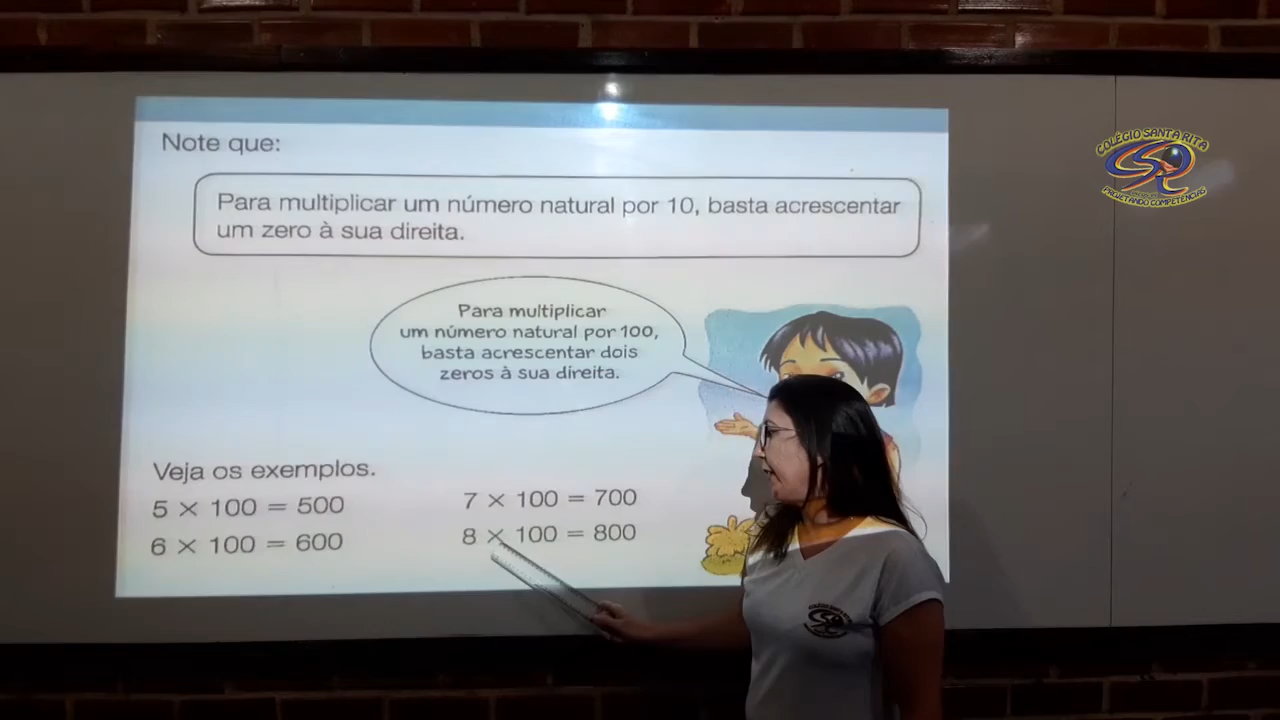 Note que:
Para multiplicar um número natural por 10, basta acrescentar
um zero à sua direita.
Para multiplicar
um número natural por 100,
basta acrescentar dois
zeros à sua direita.
Veja os exemplos.
5 × 100 = 500
7 × 100 = 700
6 × 100 = 600
8 × 100 = 800
COLÉGIO SANTA RITA
PROJETANDO COMPETÊNCIAS